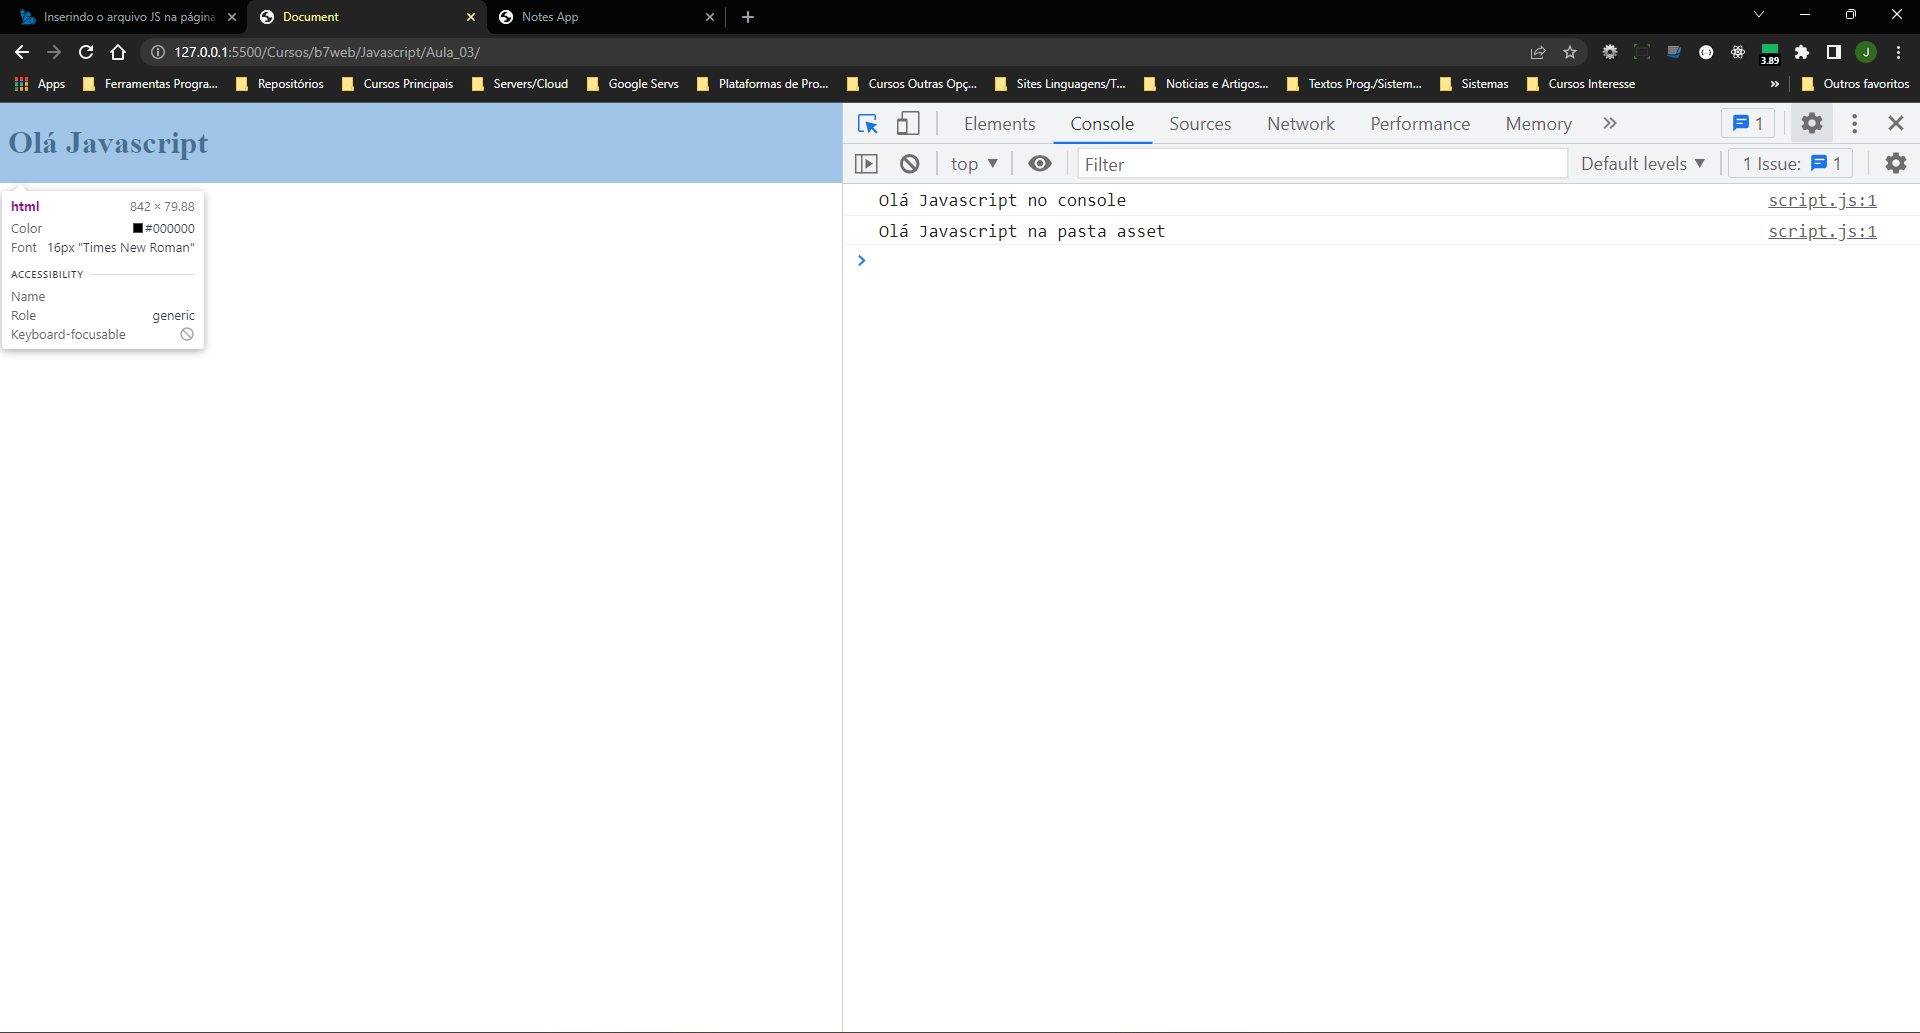 Inserindo o arquivo JS na página
Document
Notes App
127.0.0.1:5500/Cursos/b7web/Javascript/Aula_03/
3.89
J
Apps
Ferramentas Progra...
Repositórios
Cursos Principais
Servers/Cloud
Google Servs
Plataformas de Pro...
Cursos Outras Opç...
Sites Linguagens/T...
Noticias e Artigos...
Textos Prog./Sistem...
Sistemas
Cursos Interesse
»
Outros favoritos
Olá Javascript
html 842 × 79.88
Color #000000
Font 16px "Times New Roman"
ACCESSIBILITY
Name
Role generic
Keyboard-focusable
Elements Console Sources Network Performance Memory » 1
top Filter Default levels 1 Issue: 1
Olá Javascript no console script.js:1
Olá Javascript na pasta asset script.js:1